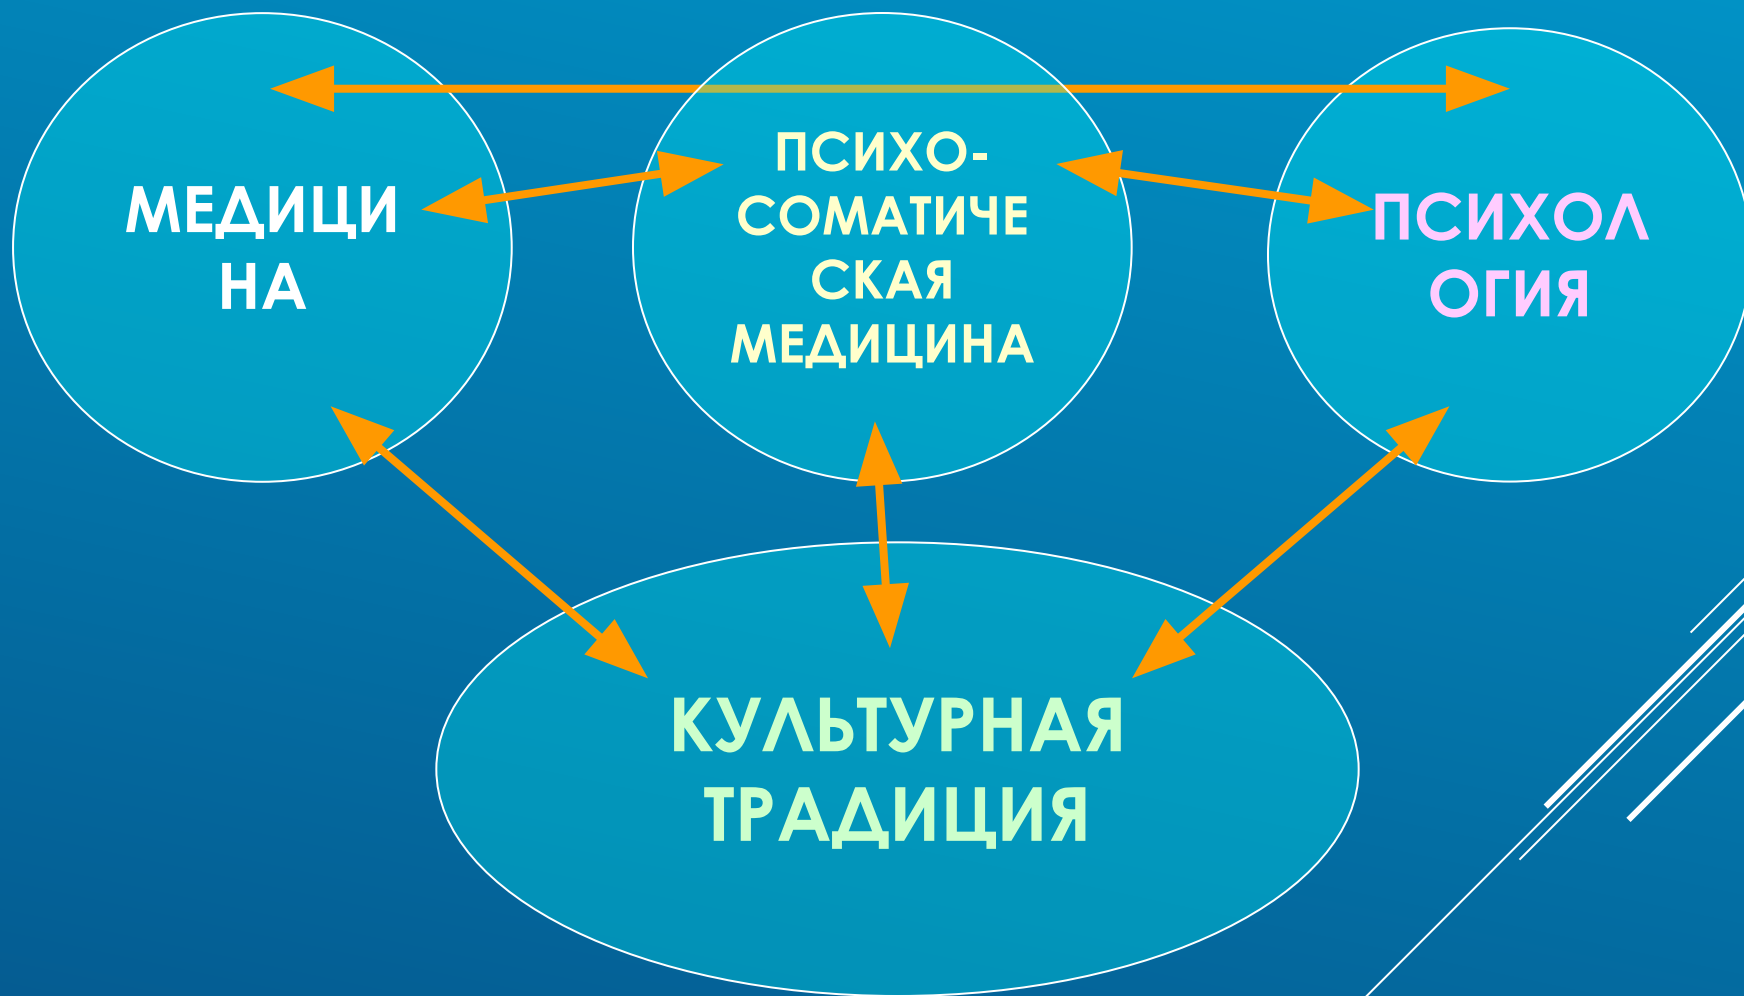 МЕДИЦИ
НА
ПСИХО-
СОМАТИЧЕ
СКАЯ
МЕДИЦИНА
ПСИХОЛ
ОГИЯ
КУЛЬТУРНАЯ
ТРАДИЦИЯ